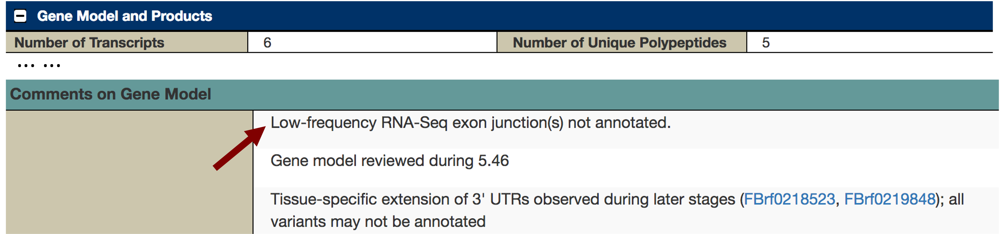 Gene Model and Products
Number of Transcripts 6 Number of Unique Polypeptides 5
... ...
Comments on Gene Model
Low-frequency RNA-Seq exon junction(s) not annotated.
Gene model reviewed during 5.46
Tissue-specific extension of 3' UTRs observed during later stages (FBrf0218523, FBrf0219848); all
variants may not be annotated